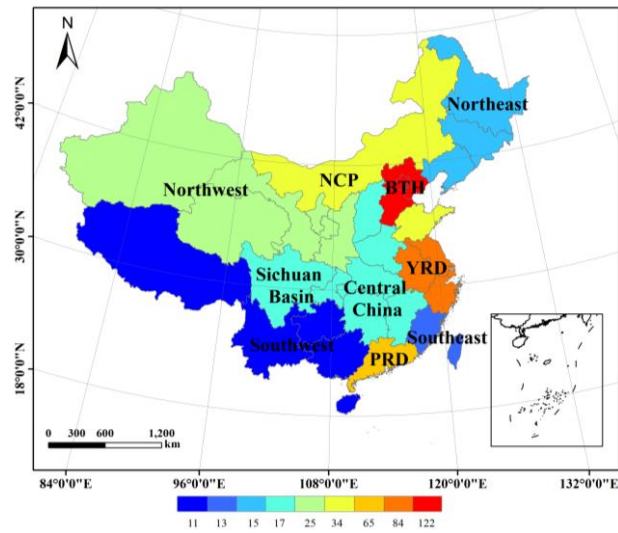 N
42°0'0"N
30°0'0"N
18°0'0"N
Northeast
NCP
BTH
Northwest
YRD
Sichuan
Basin
Central
China
Southeast
Southwest
PRD
0 300 600 1,200
km
84°0'0"E 96°0'0"E 108°0'0"E 120°0'0"E 132°0'0"E
11 13 15 17 25 34 65 84 122